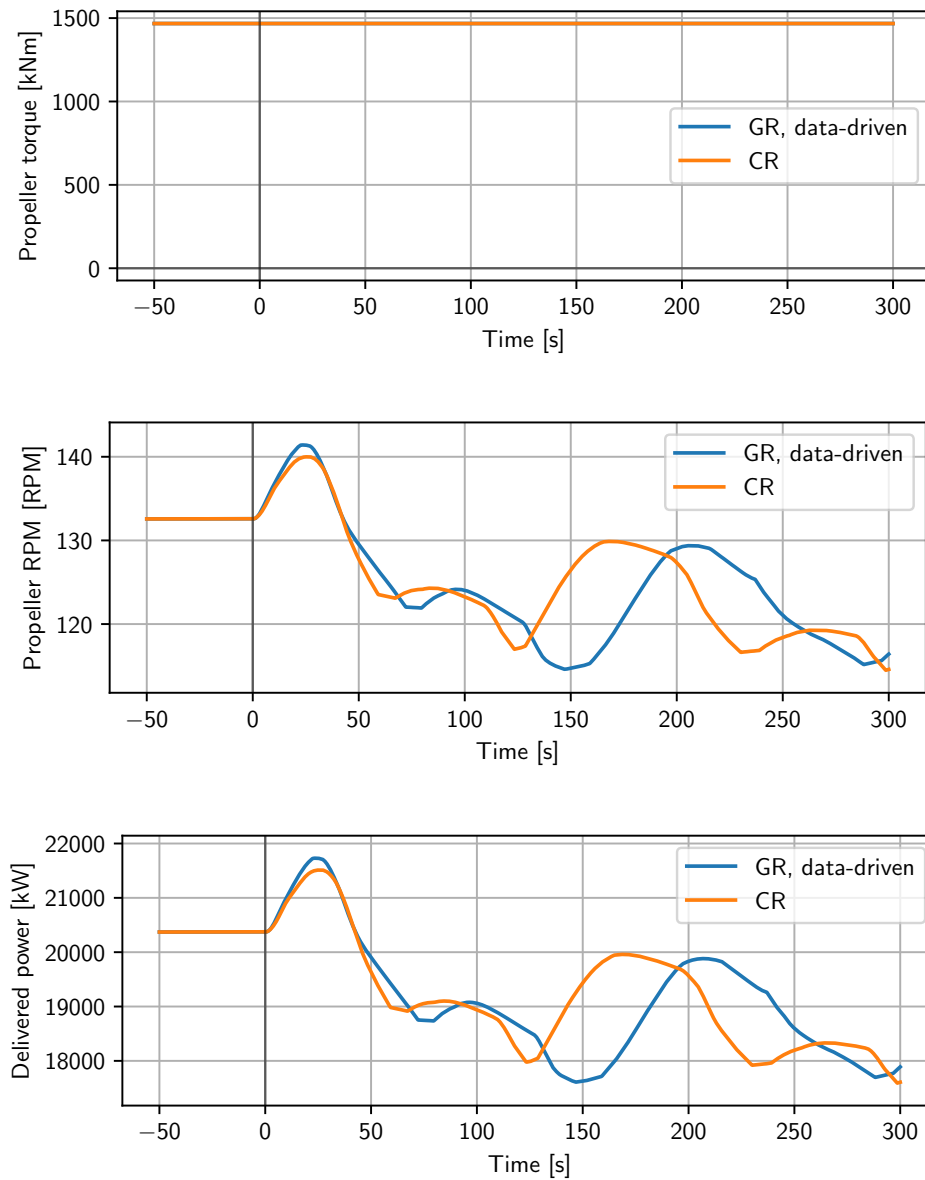 1500
1000
500
0
Propeller torque [kNm]
GR, data-driven
CR
−50 0 50 100 150 200 250 300
Time [s]
140
130
120
Propeller RPM [RPM]
GR, data-driven
CR
−50 0 50 100 150 200 250 300
Time [s]
22000
21000
20000
19000
18000
Delivered power [kW]
GR, data-driven
CR
−50 0 50 100 150 200 250 300
Time [s]